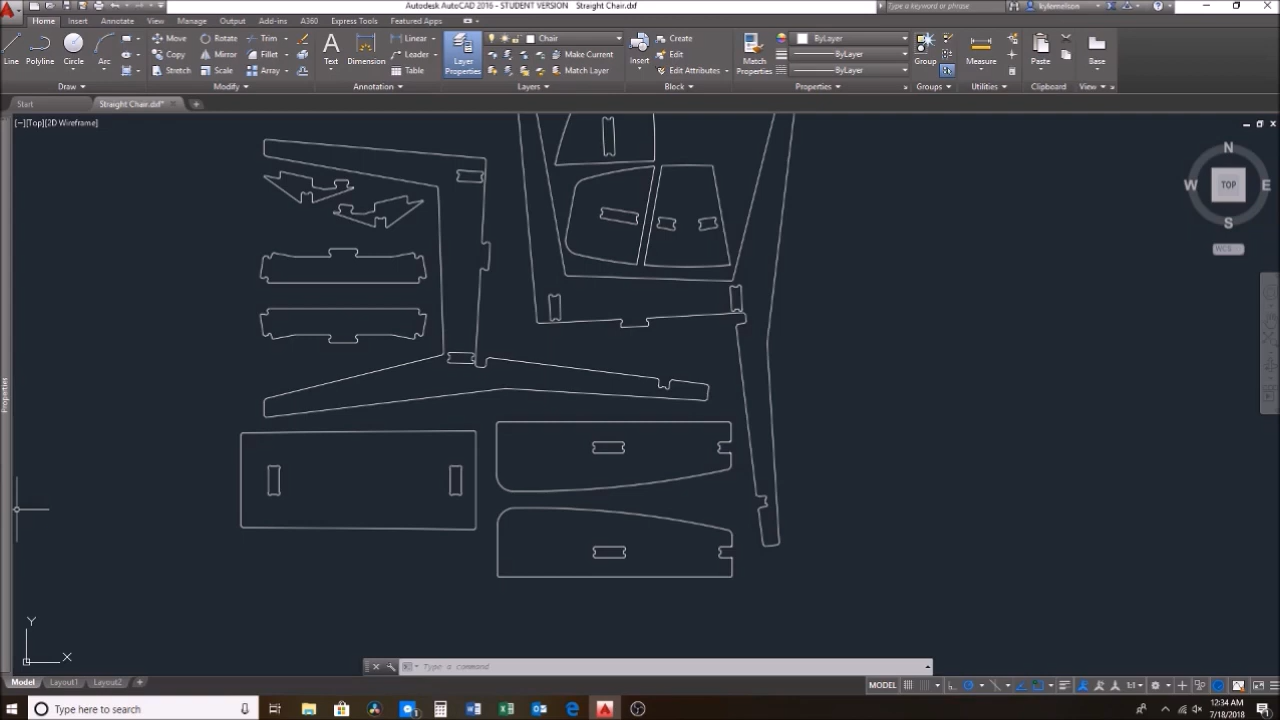 Autodesk AutoCAD 2016 - STUDENT VERSION Straight Chair.dxf
Type a keyword or phrase
kylemelson
Home Insert Annotate Parametric View Manage Output Add-ins A360 Express Tools Featured Apps
Line Polyline Circle Arc
Move Rotate Trim
Copy Mirror Fillet
Stretch Scale Array
Text Dimension
Linear
Leader
Table
Layer Properties
Chair
Make Current
Match Layer
Insert
Create
Edit
Edit Attributes
Match Properties
ByLayer
ByLayer
ByLayer
Group
Measure
Paste
Base
Draw Modify Annotation Layers Block Properties Groups Utilities Clipboard View
Start Straight Chair.dxf*
[−][Top][2D Wireframe]
N
W TOP E
S
WCS
Properties
Y
X
Type a command
Model Layout1 Layout2
MODEL
1:1
Type here to search
12:34 AM
7/18/2018